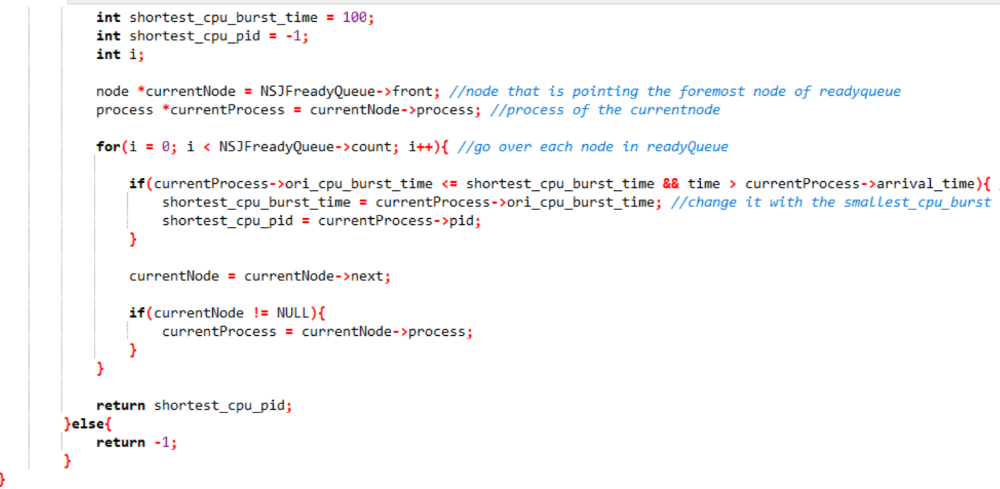 int shortest_cpu_burst_time = 100;
int shortest_cpu_pid = -1;
int i;
node *currentNode = NSJFreadyQueue->front; //node that is pointing the foremost node of readyqueue
process *currentProcess = currentNode->process; //process of the currentnode
for(i = 0; i < NSJFreadyQueue->count; i++){ //go over each node in readyQueue
if(currentProcess->ori_cpu_burst_time <= shortest_cpu_burst_time && time > currentProcess->arrival_time){
shortest_cpu_burst_time = currentProcess->ori_cpu_burst_time; //change it with the smallest_cpu_burst
shortest_cpu_pid = currentProcess->pid;
}
currentNode = currentNode->next;
if(currentNode != NULL){
currentProcess = currentNode->process;
}
}
return shortest_cpu_pid;
}else{
return -1;
}
}